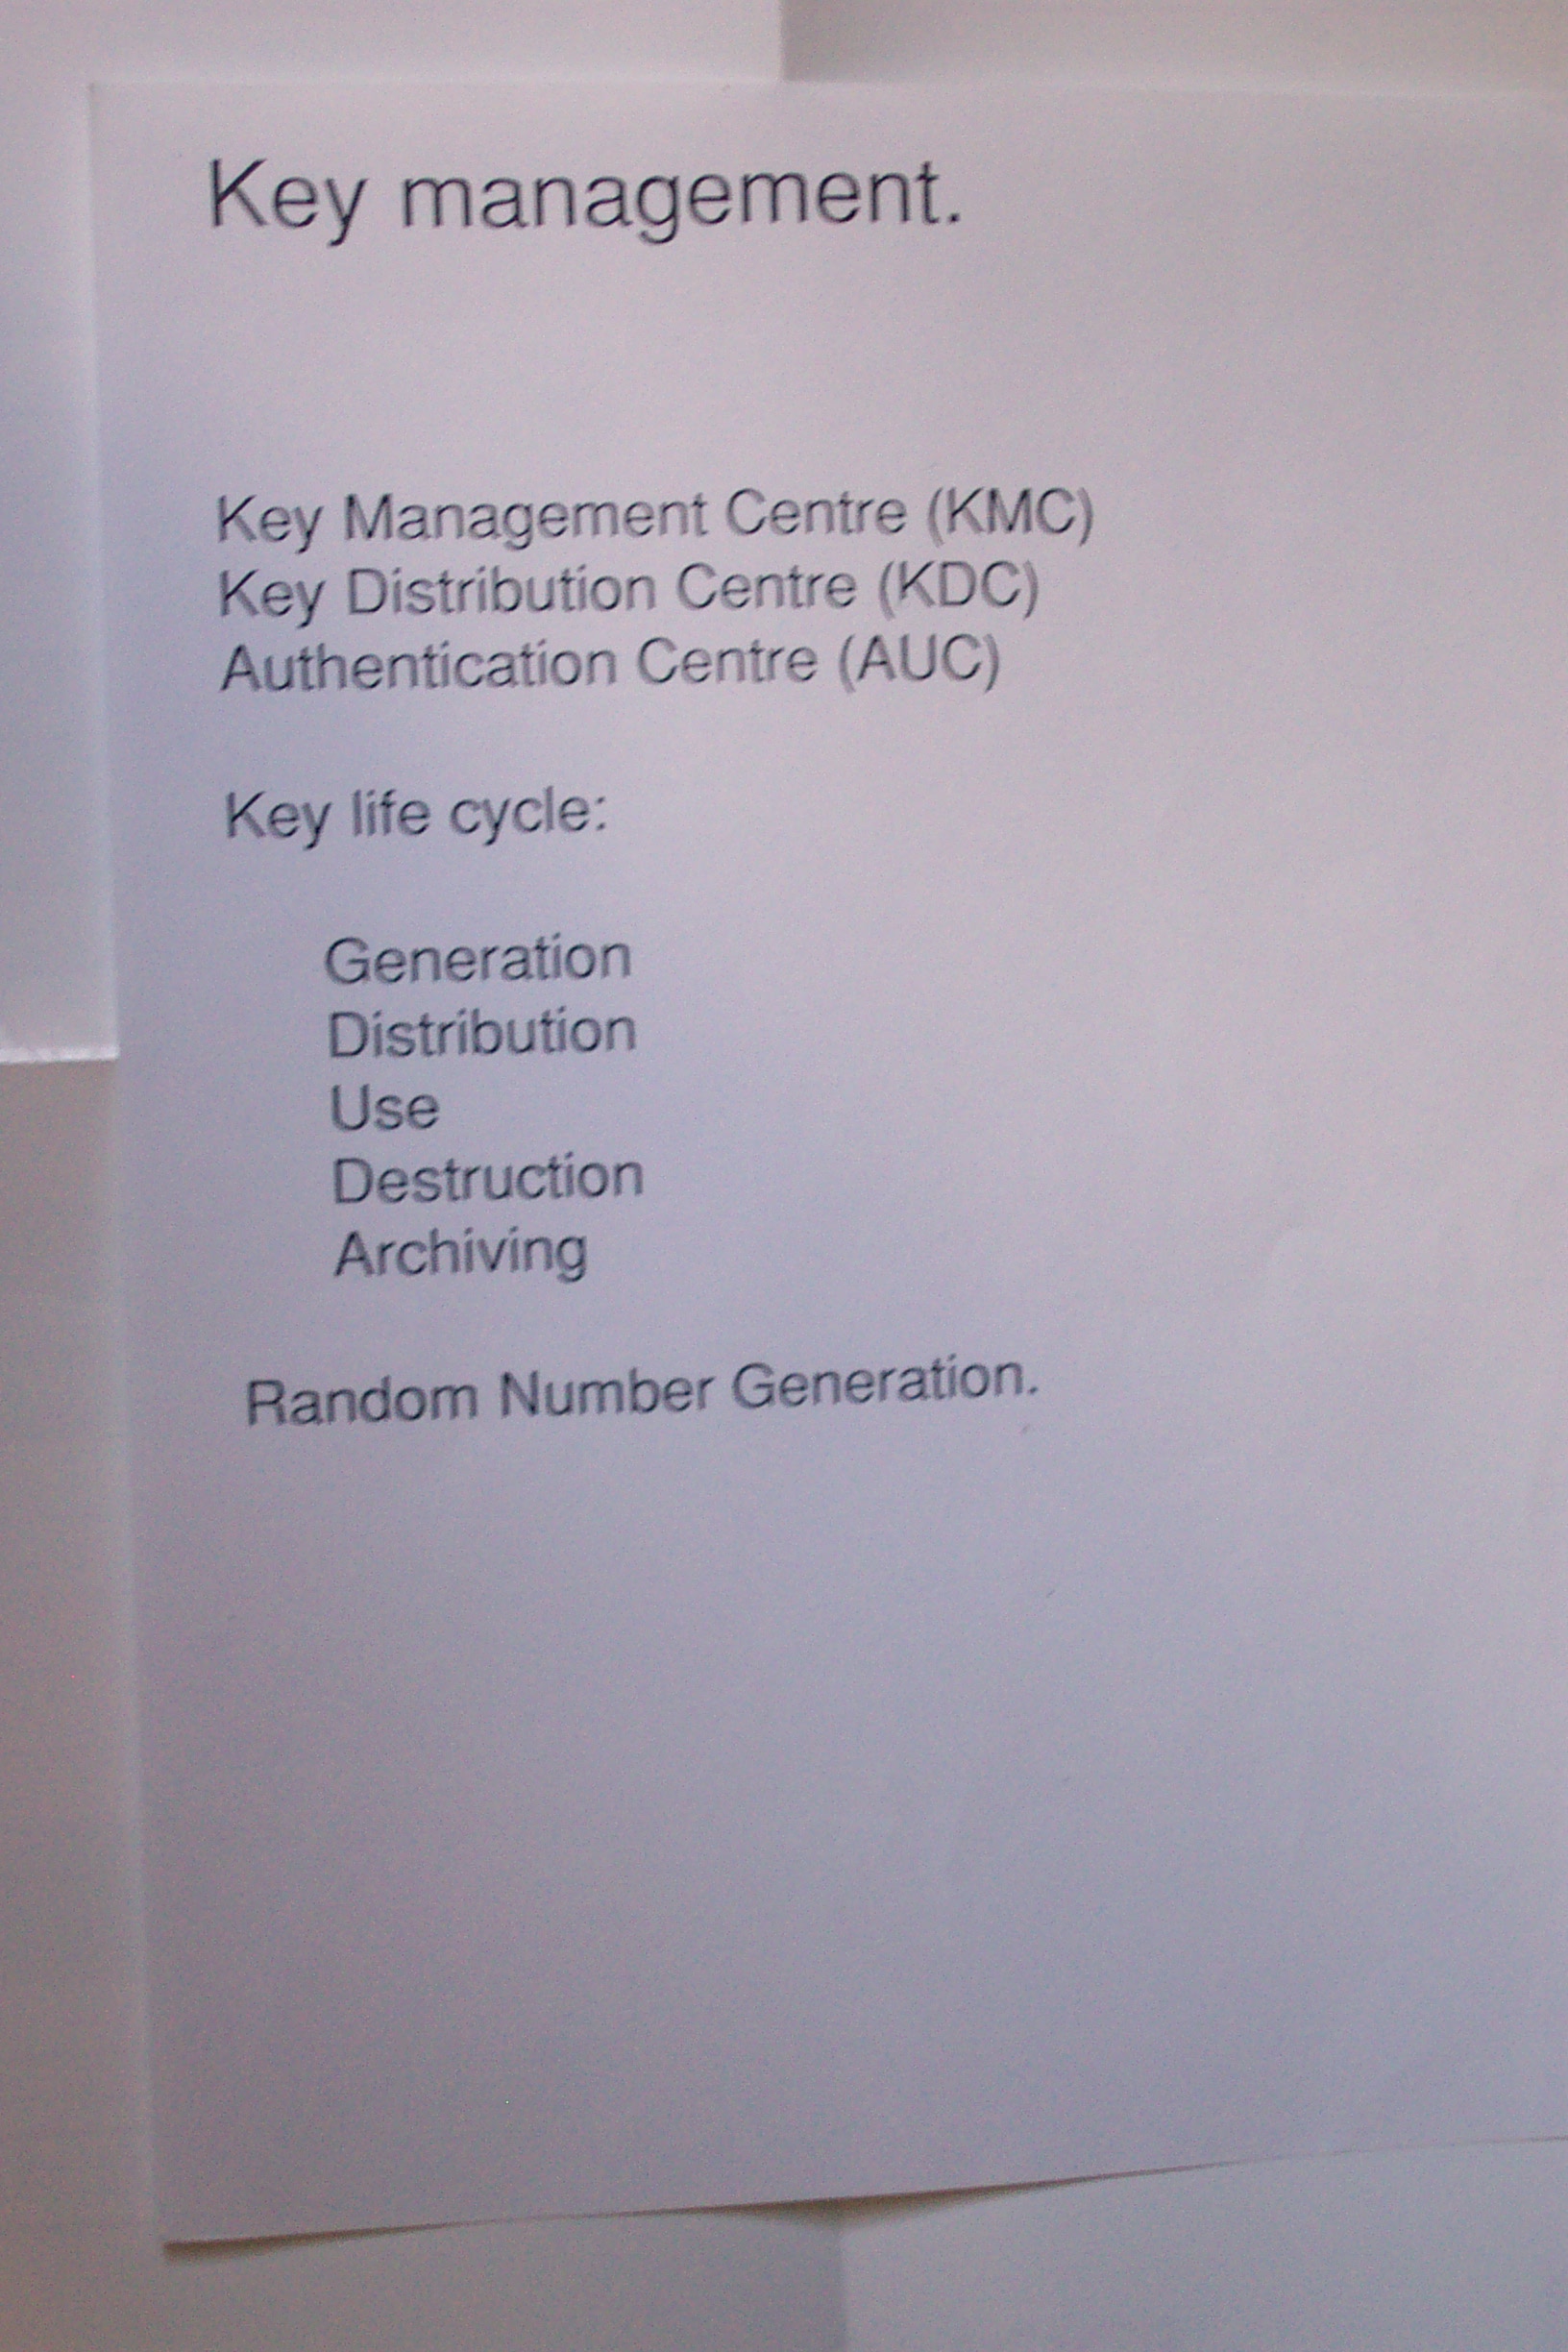 Key management.
Key Management Centre (KMC)
Key Distribution Centre (KDC)
Authentication Centre (AUC)
Key life cycle:
Generation
Distribution
Use
Destruction
Archiving
Random Number Generation.